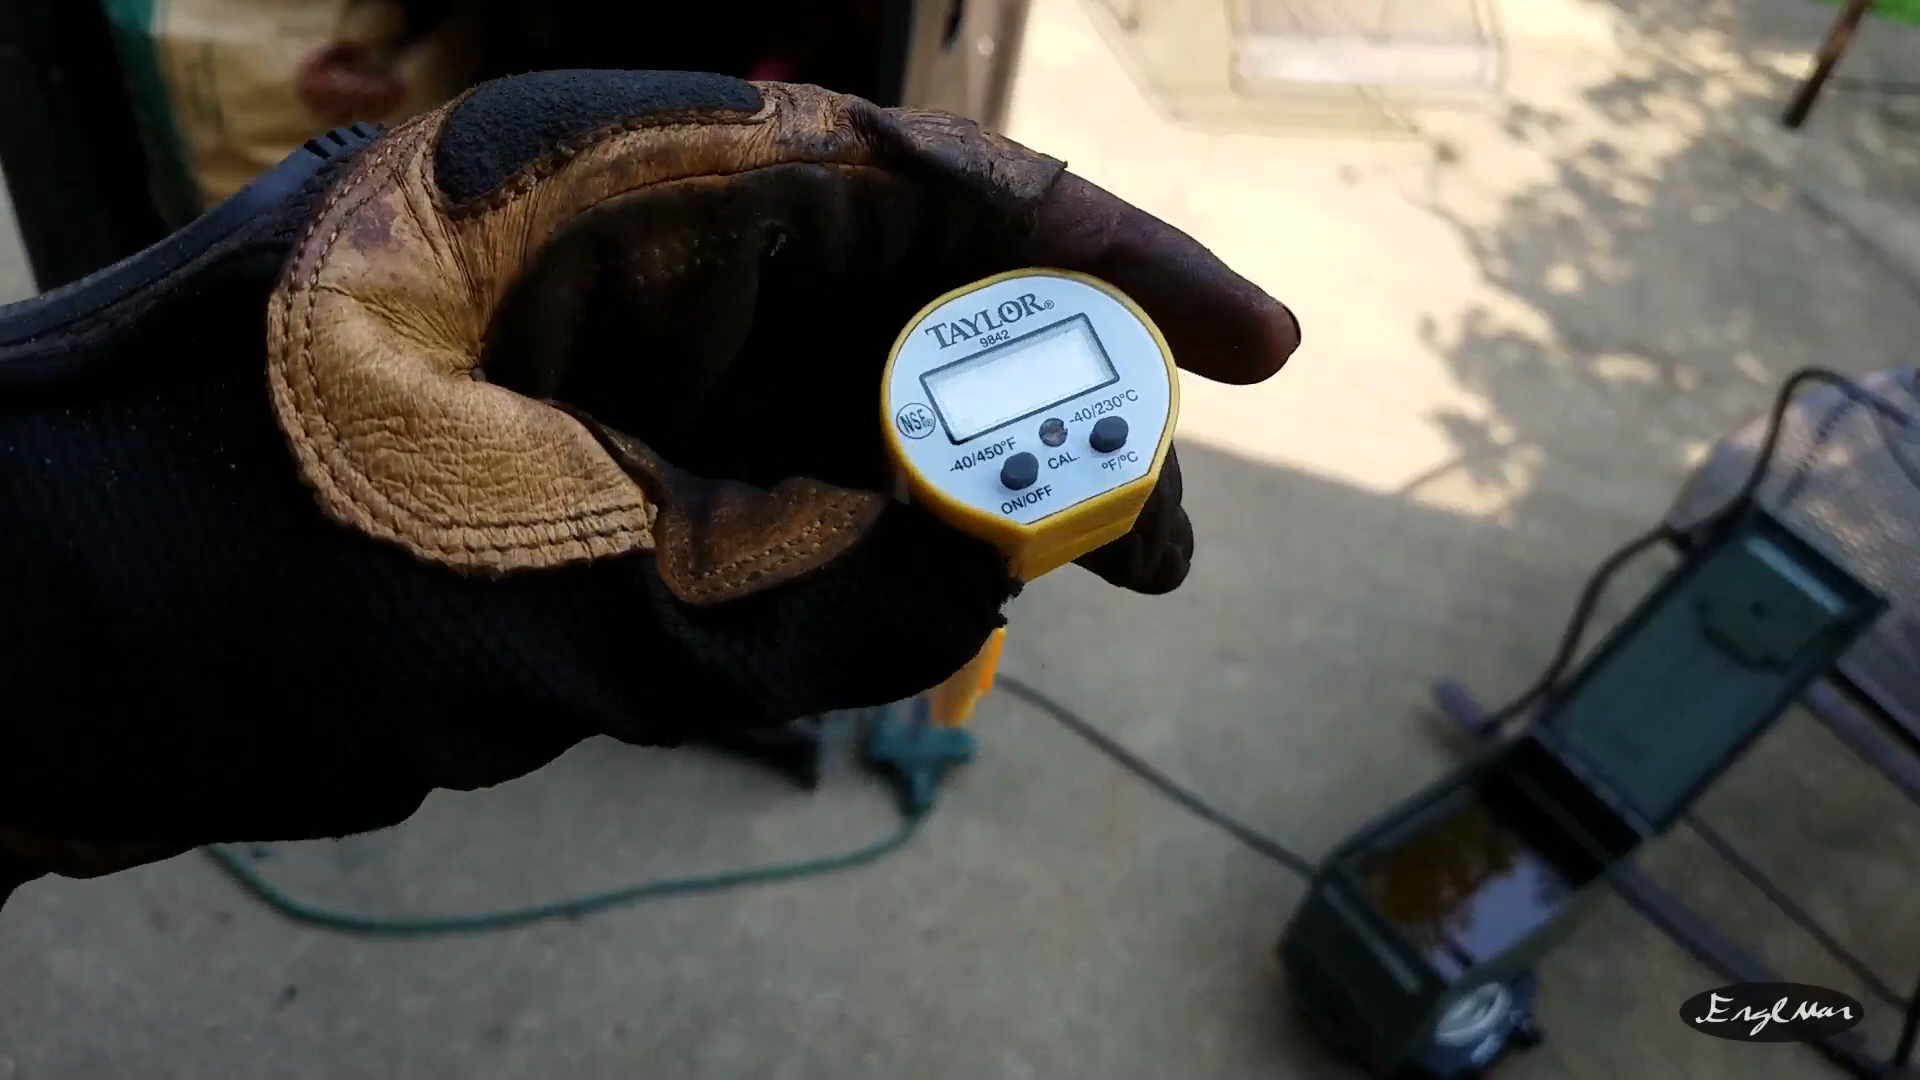 TAYLOR®
9842
NSF®
-40/450°F
-40/230°C
CAL.
ON/OFF
°F/°C
EnglMan